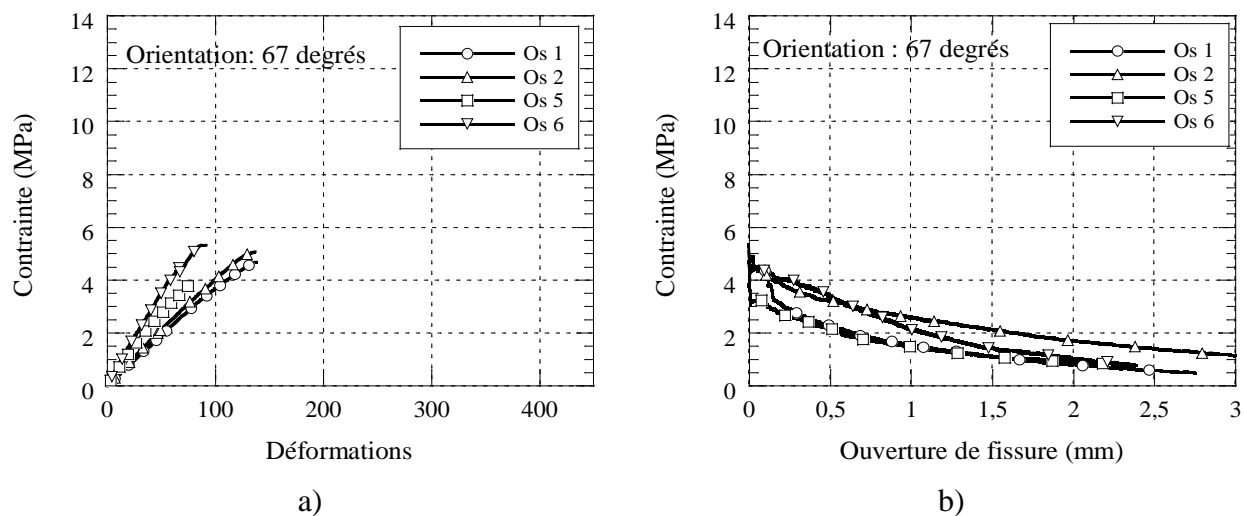 14
12
10
8
6
4
2
0
Contrainte (MPa)
Orientation: 67 degrés
Os 1
Os 2
Os 5
Os 6
0
100
200
300
400
Déformations
a)
14
12
10
8
6
4
2
0
Contrainte (MPa)
Orientation : 67 degrés
Os 1
Os 2
Os 5
Os 6
0
0,5
1
1,5
2
2,5
3
Ouverture de fissure (mm)
b)